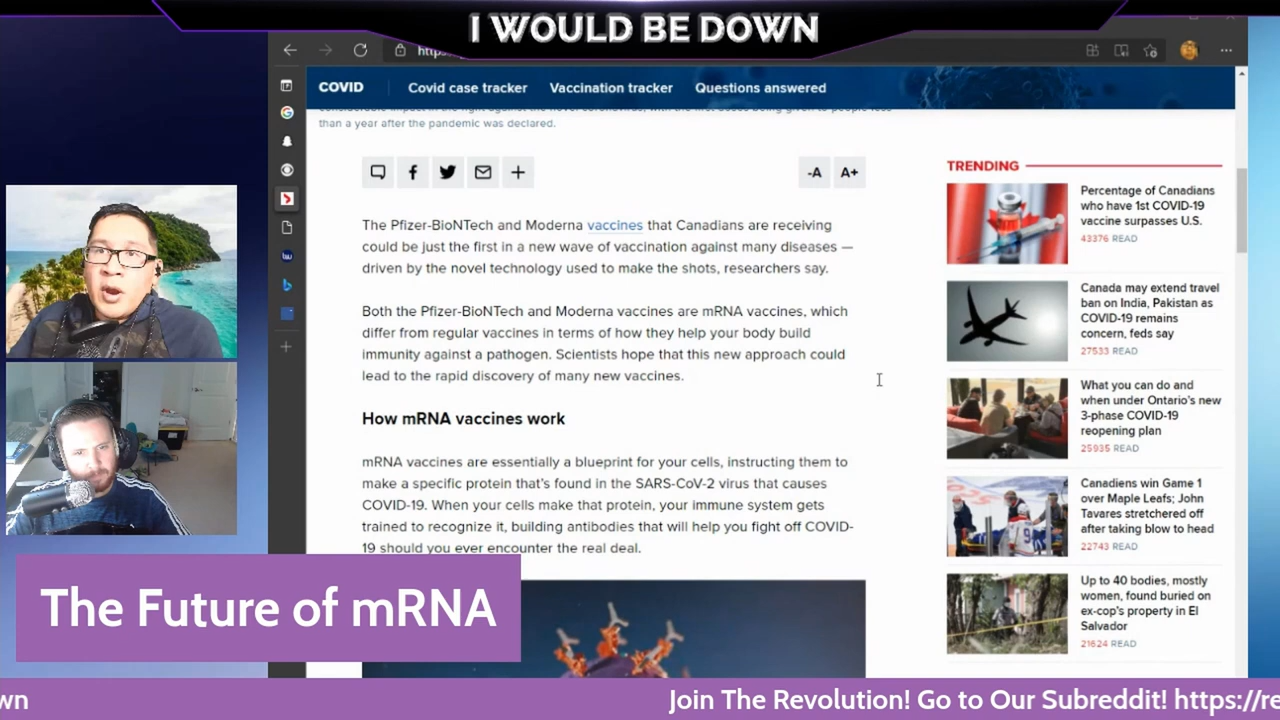 I WOULD BE DOWN
COVID
Covid case tracker
Vaccination tracker
Questions answered
than a year after the pandemic was declared.
-A
A+
The Pfizer-BioNTech and Moderna vaccines that Canadians are receiving
could be just the first in a new wave of vaccination against many diseases —
driven by the novel technology used to make the shots, researchers say.
Both the Pfizer-BioNTech and Moderna vaccines are mRNA vaccines, which
differ from regular vaccines in terms of how they help your body build
immunity against a pathogen. Scientists hope that this new approach could
lead to the rapid discovery of many new vaccines.
How mRNA vaccines work
mRNA vaccines are essentially a blueprint for your cells, instructing them to
make a specific protein that's found in the SARS-CoV-2 virus that causes
COVID-19. When your cells make that protein, your immune system gets
trained to recognize it, building antibodies that will help you fight off COVID-
19 should you ever encounter the real deal.
TRENDING
Percentage of Canadians
who have 1st COVID-19
vaccine surpasses U.S.
43376 READ
Canada may extend travel
ban on India, Pakistan as
COVID-19 remains
concern, feds say
27533 READ
What you can do and
when under Ontario's new
3-phase COVID-19
reopening plan
25935 READ
Canadiens win Game 1
over Maple Leafs; John
Tavares stretchered off
after taking blow to head
22743 READ
Up to 40 bodies, mostly
women, found buried on
ex-cop's property in El
Salvador
21624 READ
The Future of mRNA
wn
Join The Revolution! Go to Our Subreddit! https://re